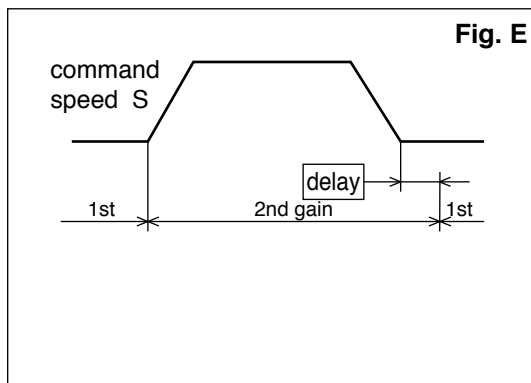 Fig. E
command
speed S
delay
1st
2nd gain
1st